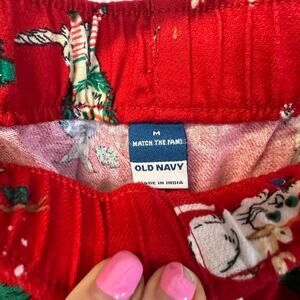 M
MATCH THE FAM!
OLD NAVY
MADE IN INDIA